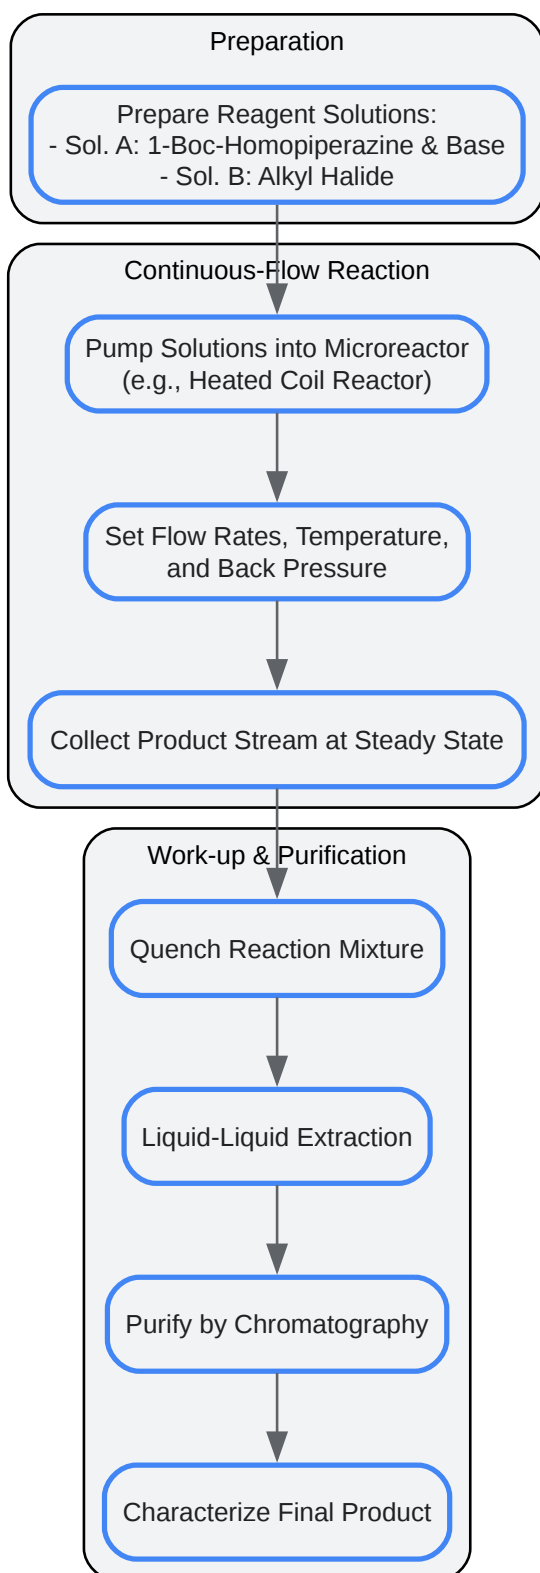 Preparation
Prepare Reagent Solutions:
- Sol. A: 1-Boc-Homopiperazine & Base
- Sol. B: Alkyl Halide
Continuous-Flow Reaction
Pump Solutions into Microreactor
(e.g., Heated Coil Reactor)
Set Flow Rates, Temperature,
and Back Pressure
Collect Product Stream at Steady State
Work-up & Purification
Quench Reaction Mixture
Liquid-Liquid Extraction
Purify by Chromatography
Characterize Final Product